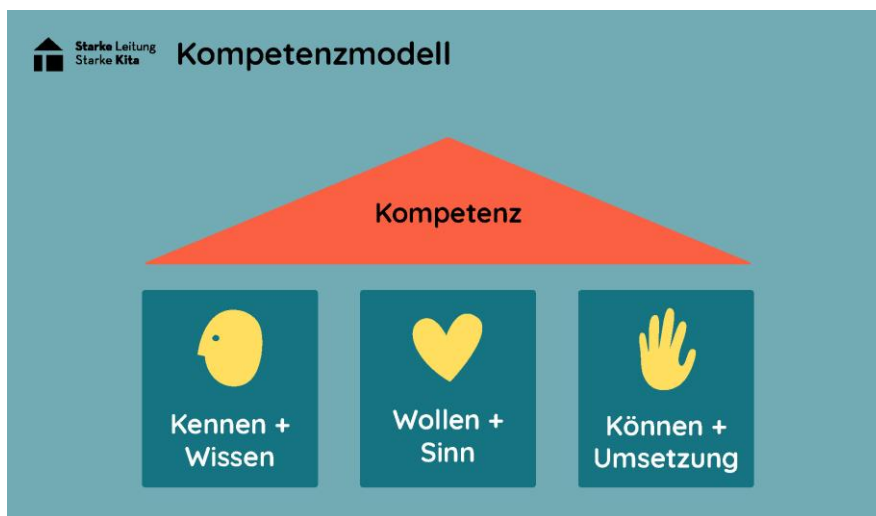 Starke Leitung
Starke Kita
Kompetenzmodell
Kompetenz
Kennen +
Wissen
Wollen +
Sinn
Können +
Umsetzung